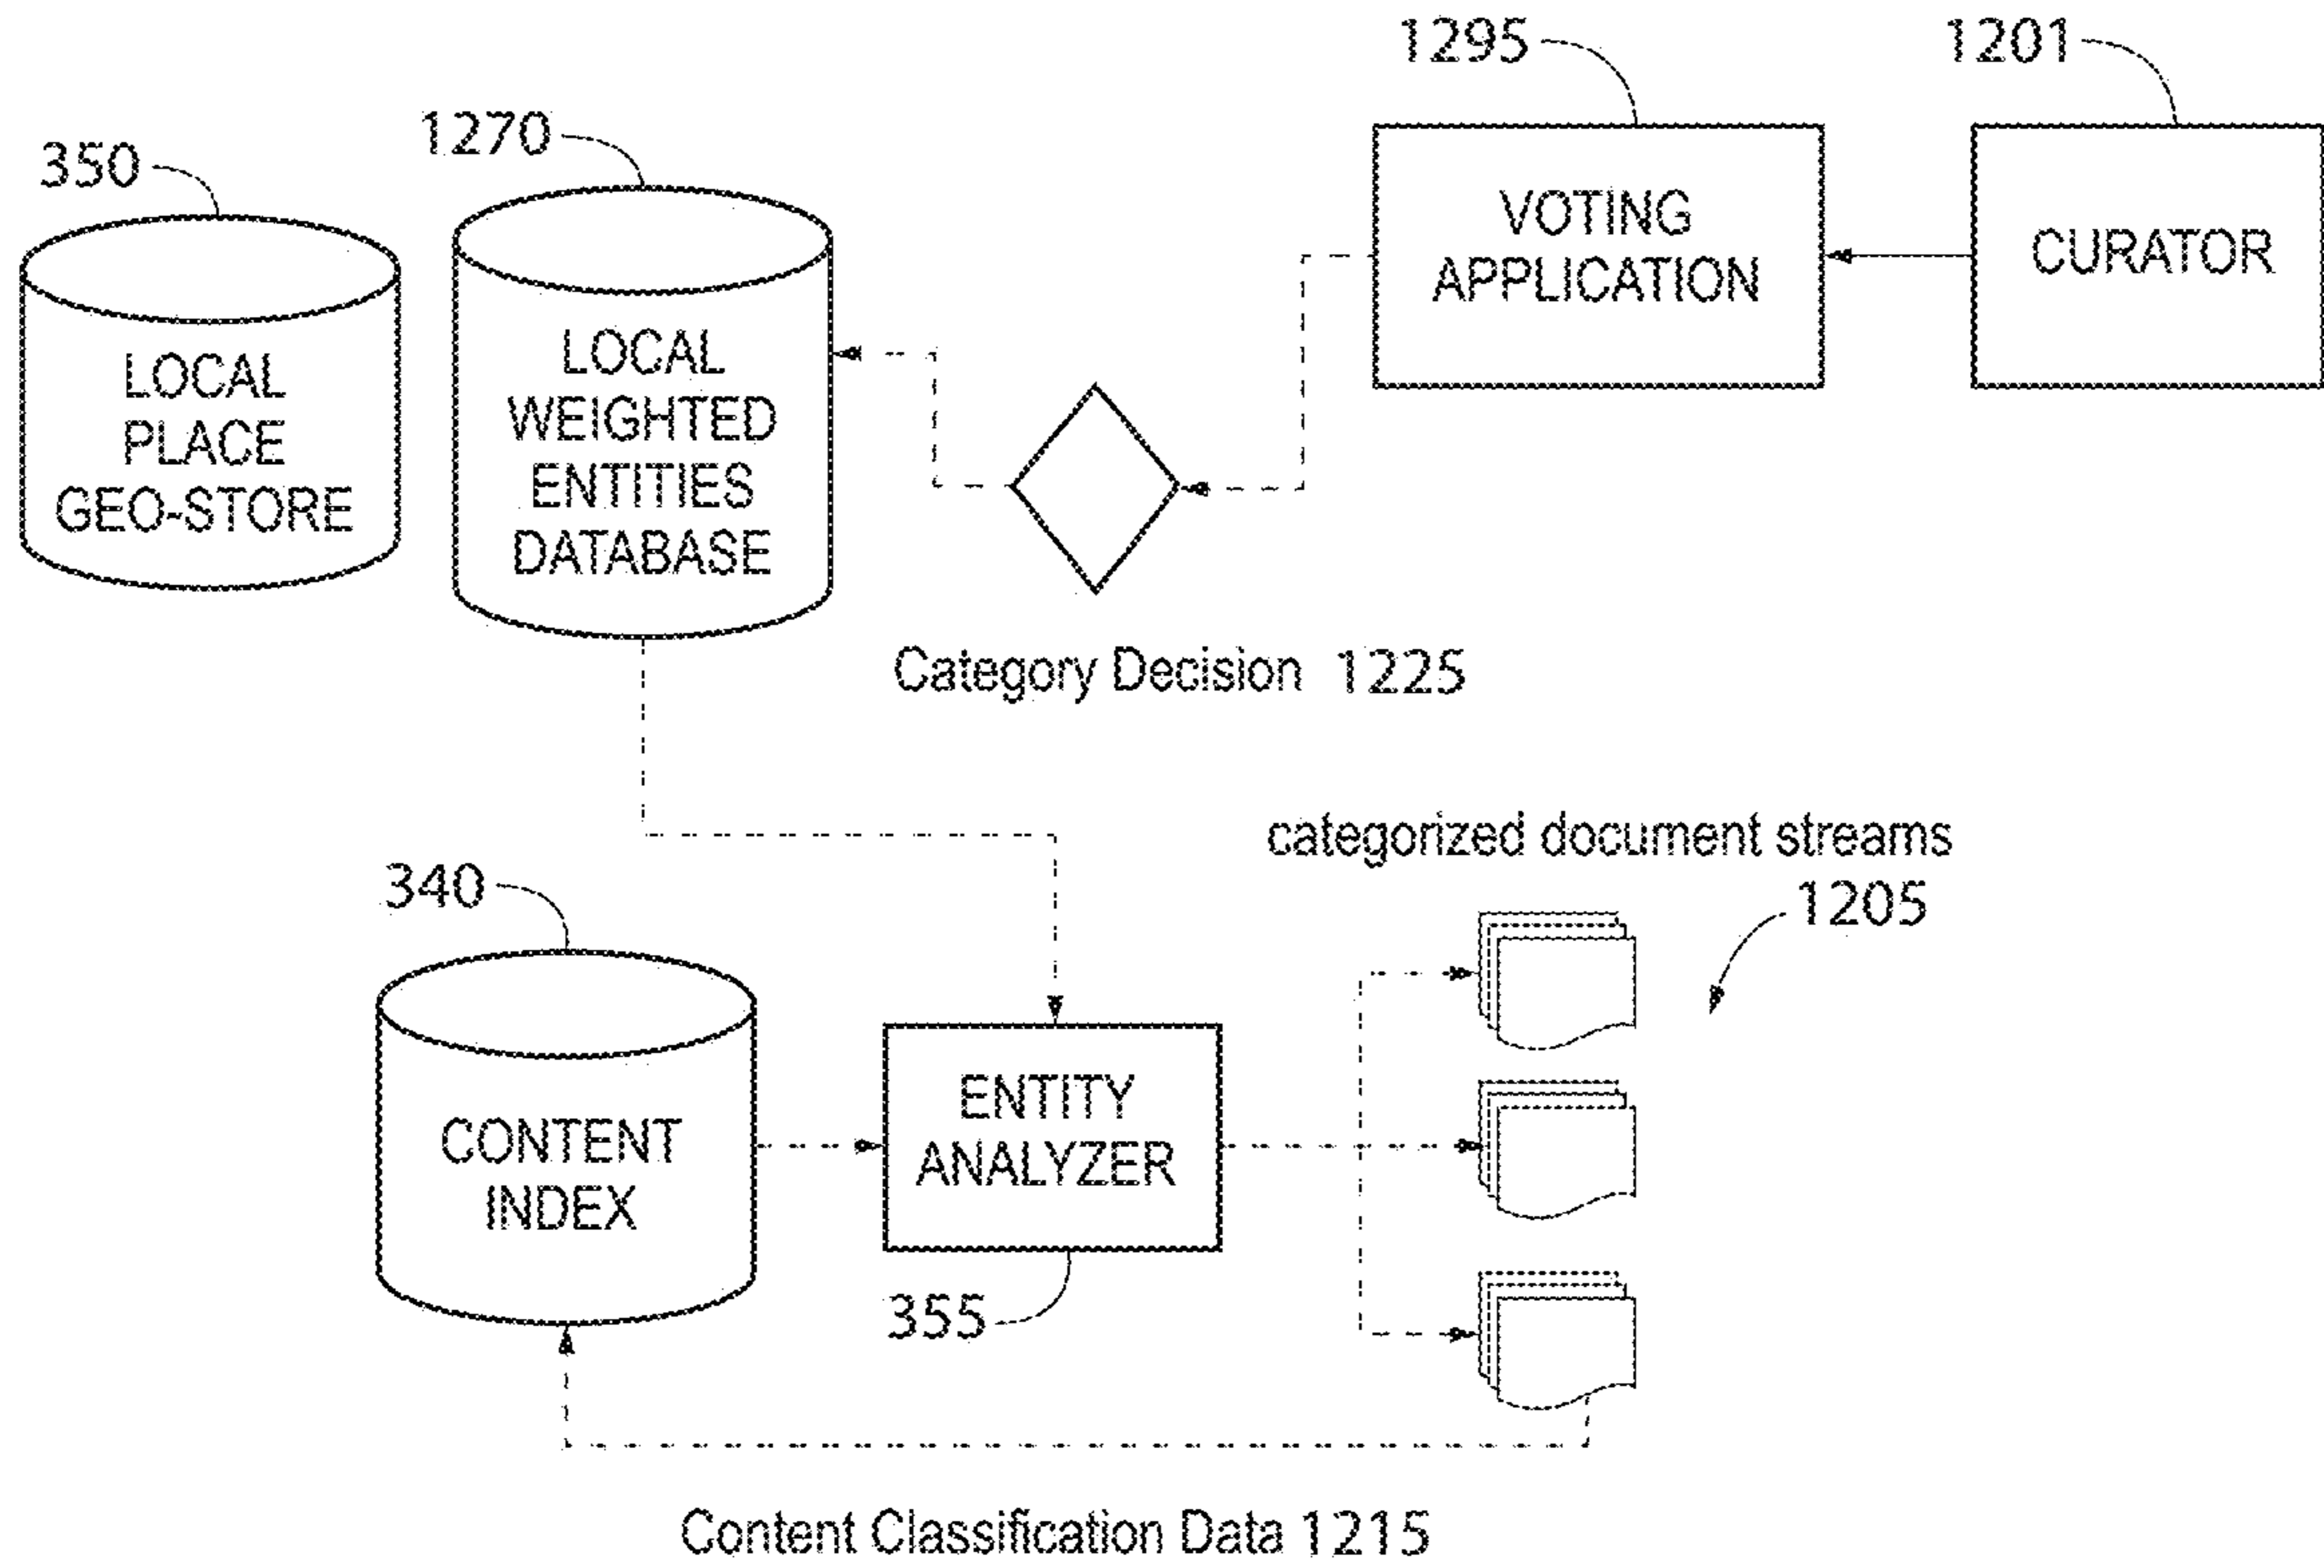 1295
1201
1270
350
VOTING
APPLICATION
CURATOR
LOCAL
PLACE
GEO-STORE
LOCAL
WEIGHTED
ENTITIES
DATABASE
Category Decision 1225
categorized document streams
1205
340
CONTENT
INDEX
ENTITY
ANALYZER
355
Content Classification Data 1215